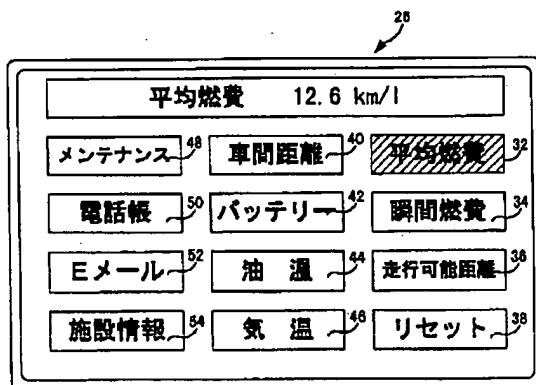 26
平均燃費 12.6 km/l
メンテナンス 48 車間距離 40 平均燃費 32
電話帳 50 バッテリー 42 瞬間燃費 34
Eメール 52 油 温 44 走行可能距離 36
施設情報 54 気 温 46 リセット 38